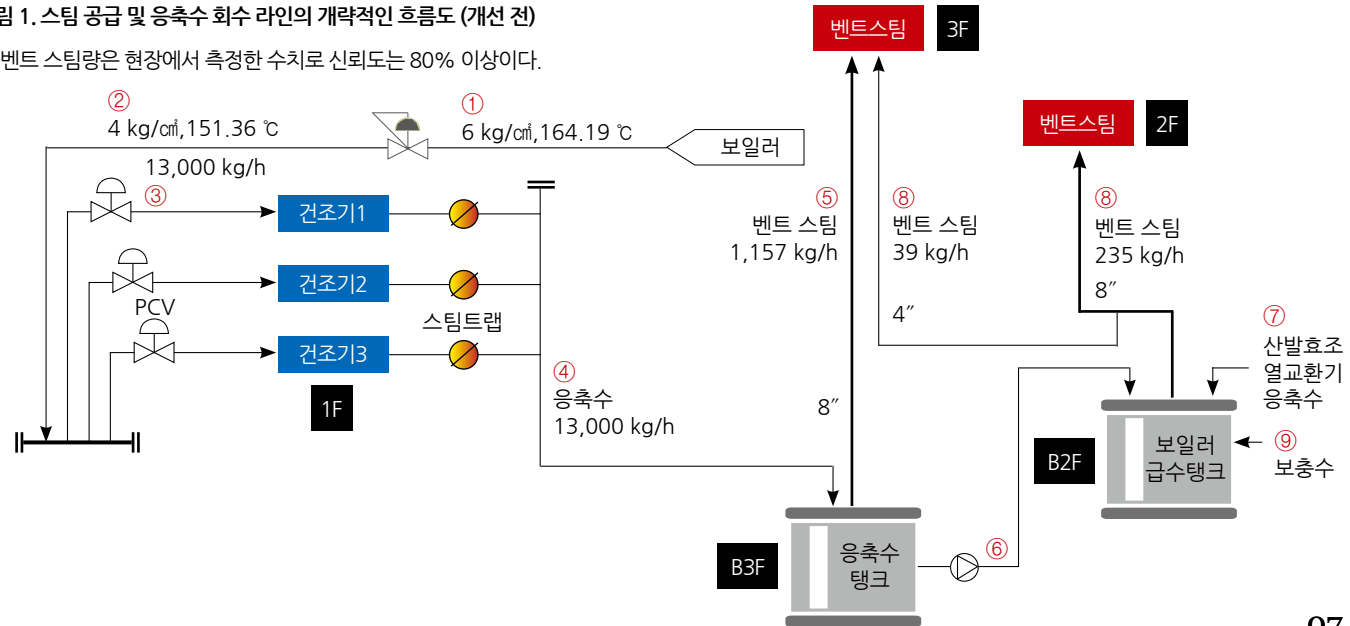 림 1. 스팀 공급 및 응축수 회수 라인의 개략적인 흐름도 (개선 전)
벤트 스팀량은 현장에서 측정한 수치로 신뢰도는 80% 이상이다.
벤트스팀
3F
②
4 kg/㎠,151.36 ℃
13,000 kg/h
①
6 kg/㎠,164.19 ℃
보일러
벤트스팀
2F
③
건조기1
건조기2
PCV
건조기3
스팀트랩
1F
④
응축수
13,000 kg/h
⑤
벤트 스팀
1,157 kg/h
8″
⑧
벤트 스팀
39 kg/h
4″
⑧
벤트 스팀
235 kg/h
8″
⑦
산발효조
열교환기
응축수
B2F
보일러
급수탱크
⑨
보충수
B3F
응축수
탱크
⑥